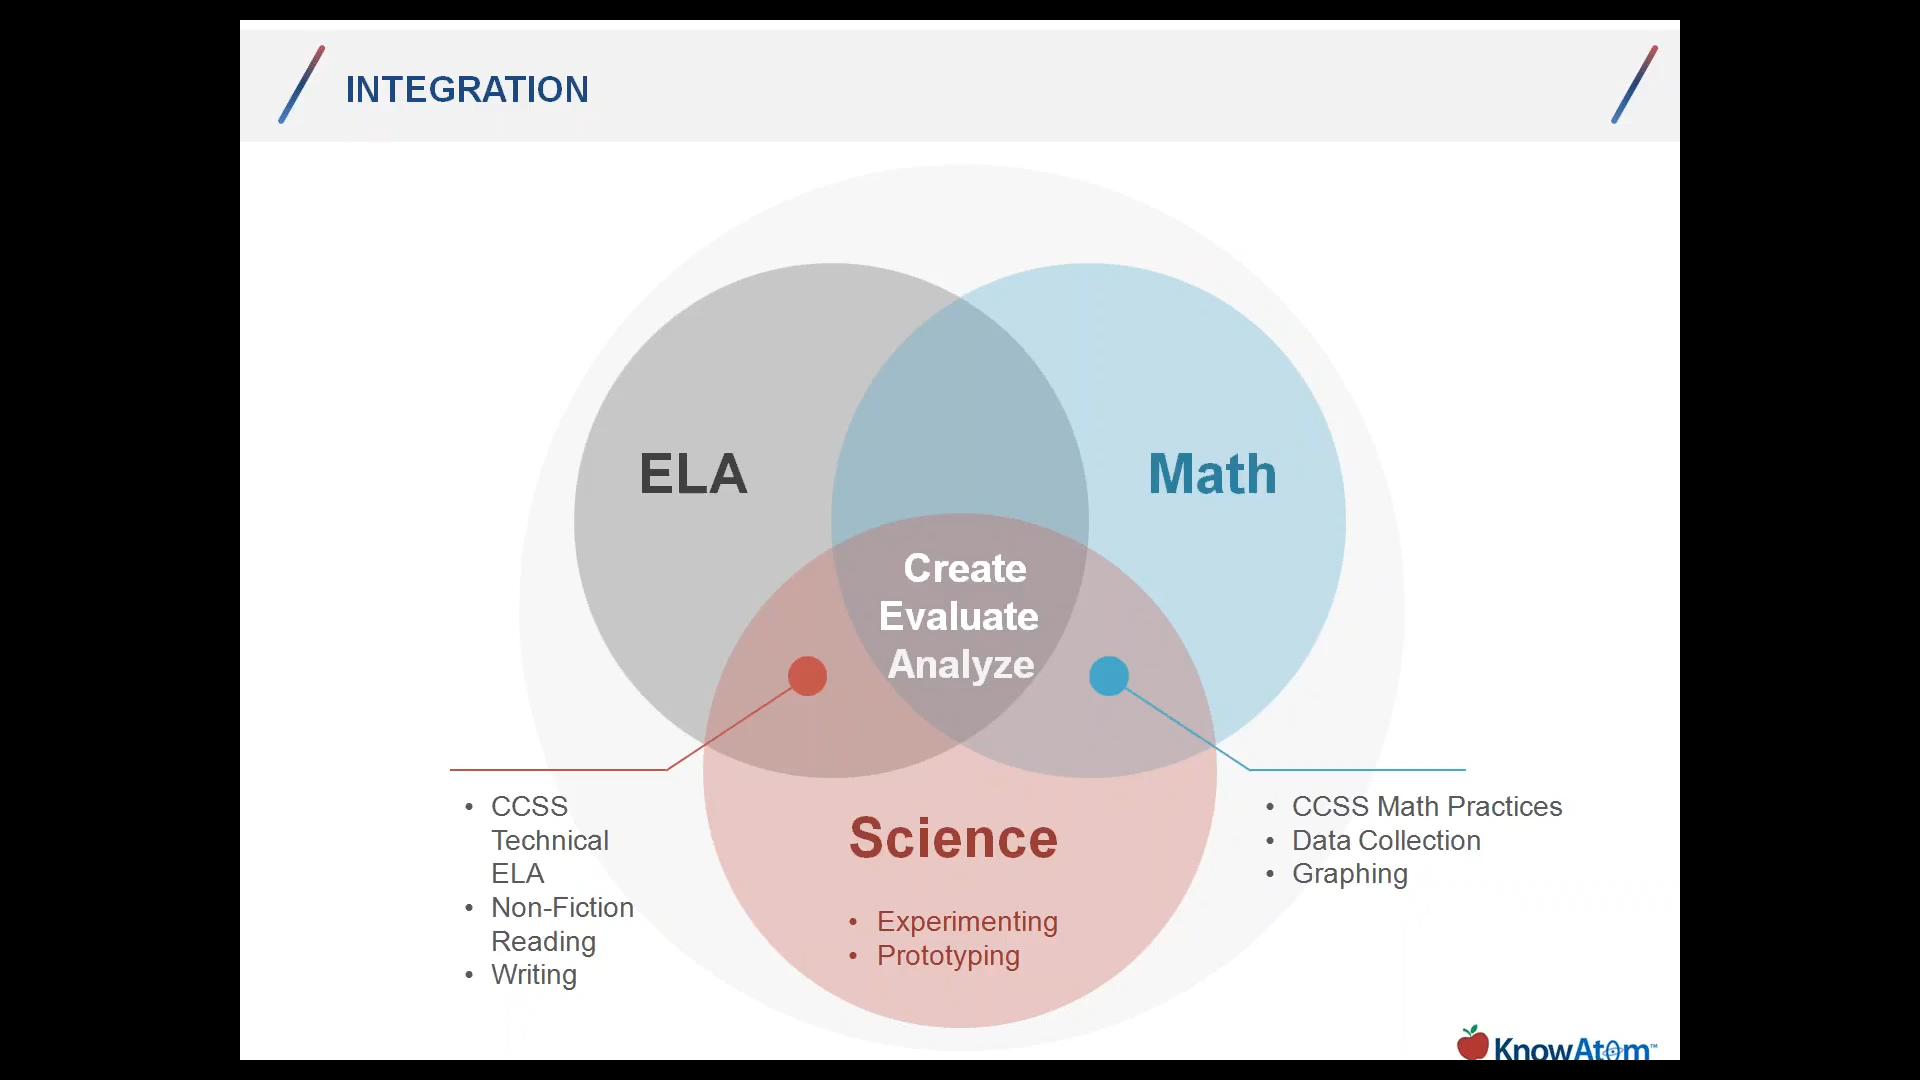 INTEGRATION
ELA
Math
Create
Evaluate
Analyze
Science
• Experimenting
• Prototyping
• CCSS
Technical
ELA
• Non-Fiction
Reading
• Writing
• CCSS Math Practices
• Data Collection
• Graphing
KnowAtom™